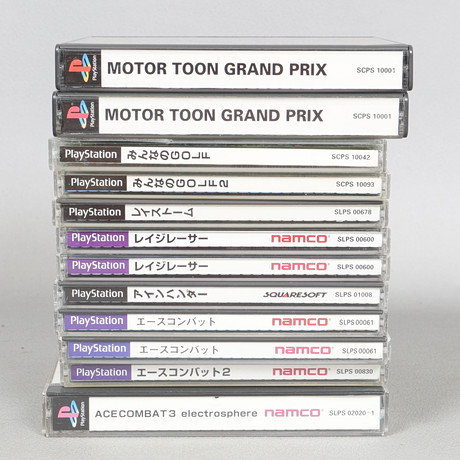 PlayStation MOTOR TOON GRAND PRIX SCPS 10001
PlayStation MOTOR TOON GRAND PRIX SCPS 10001
PlayStation みんなのGOLF SCPS 10042
PlayStation みんなのGOLF2 SCPS 10093
PlayStation レイストーム SLPS 00678
PlayStation レイジレーサー namco SLPS 00600
PlayStation レイジレーサー namco SLPS 00600
PlayStation アインハンダー SQUARESOFT SLPS 01008
PlayStation エースコンバット namco SLPS 00061
PlayStation エースコンバット namco SLPS 00061
PlayStation エースコンバット2 namco SLPS 00830
PlayStation ACECOMBAT3 electrosphere namco SLPS 02020-1